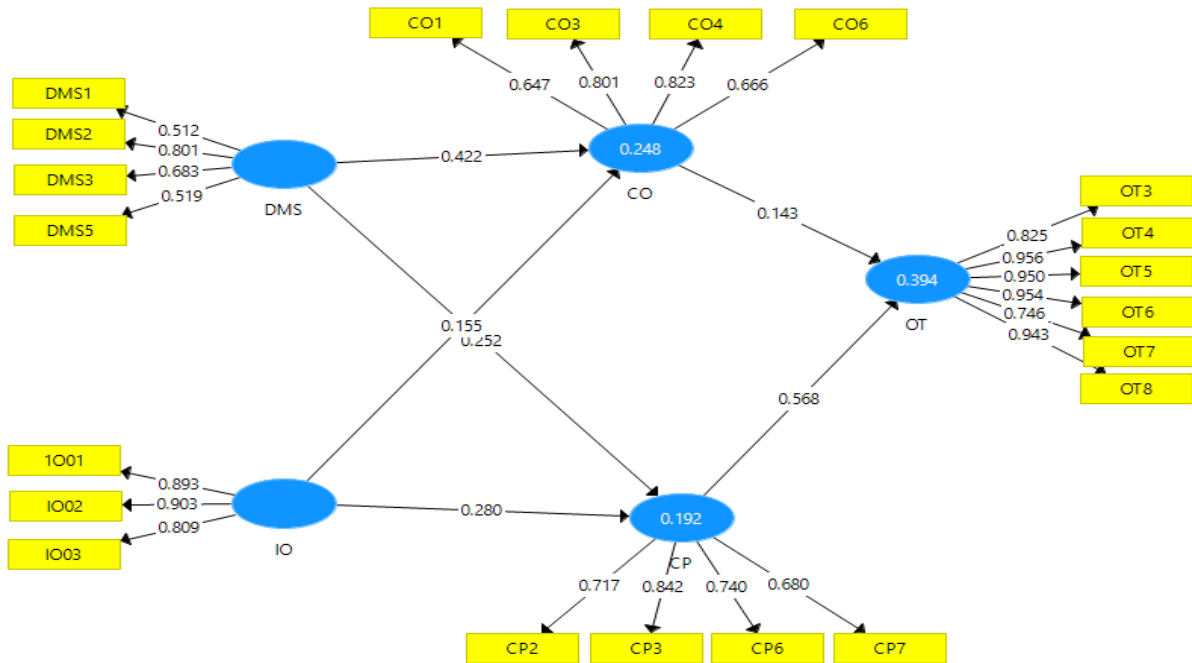 CO1
CO3
CO4
CO6
0.647
0.801
0.823
0.666
DMS1
DMS2
DMS3
DMS5
0.512
0.801
0.683
0.519
DMS
0.422
0.248
CO
0.143
OT3
OT4
OT5
OT6
OT7
OT8
0.825
0.956
0.950
0.954
0.746
0.943
0.394
OT
0.155
0.252
0.568
1O01
IO02
IO03
0.893
0.903
0.809
IO
0.280
0.192
CP
0.717
0.842
0.740
0.680
CP2
CP3
CP6
CP7